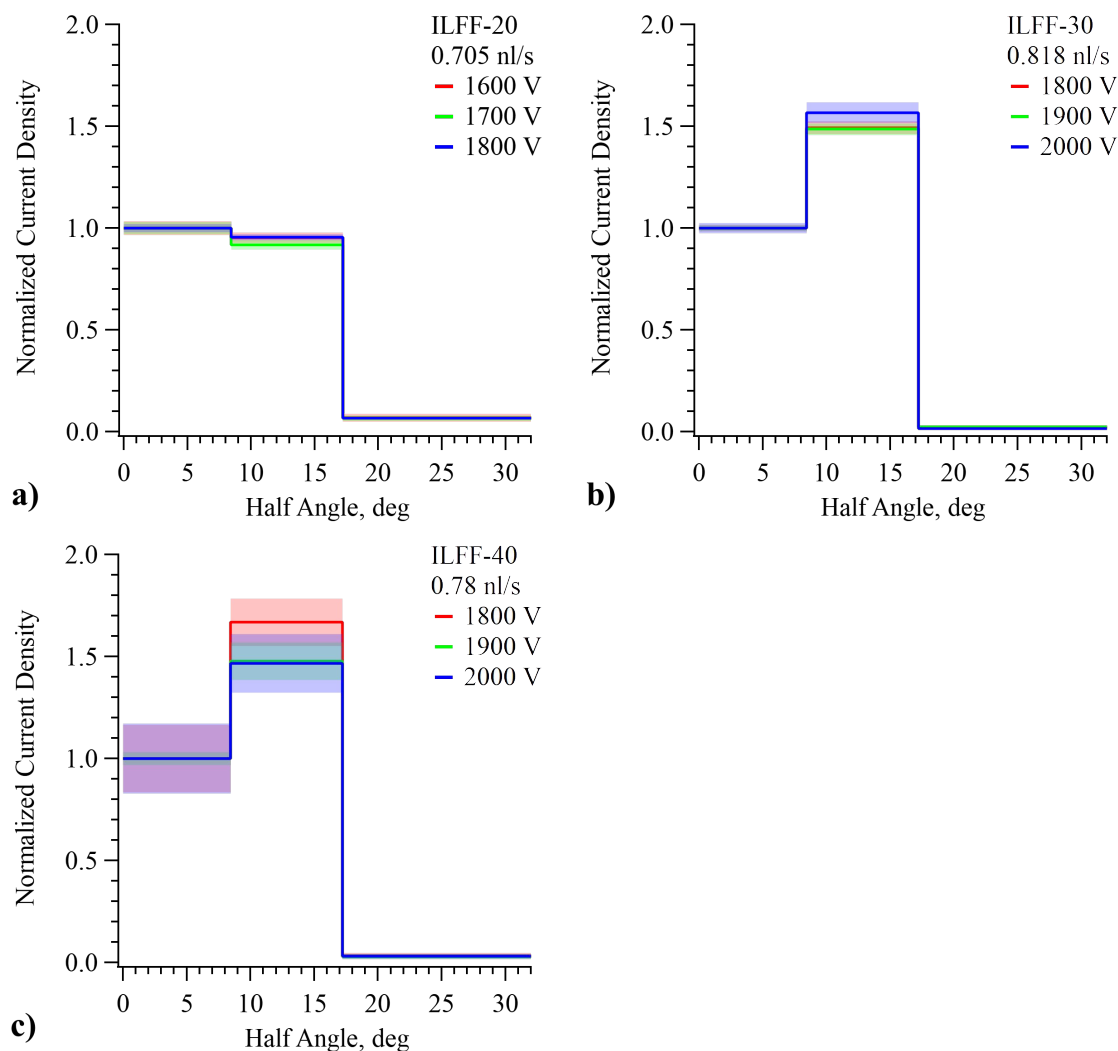 2.0
1.5
1.0
0.5
0.0
Normalized Current Density
ILFF-20
0.705 nl/s
1600 V
1700 V
1800 V
0 5 10 15 20 25 30
Half Angle, deg
a)
2.0
1.5
1.0
0.5
0.0
Normalized Current Density
ILFF-30
0.818 nl/s
1800 V
1900 V
2000 V
0 5 10 15 20 25 30
Half Angle, deg
b)
2.0
1.5
1.0
0.5
0.0
Normalized Current Density
ILFF-40
0.78 nl/s
1800 V
1900 V
2000 V
0 5 10 15 20 25 30
Half Angle, deg
c)